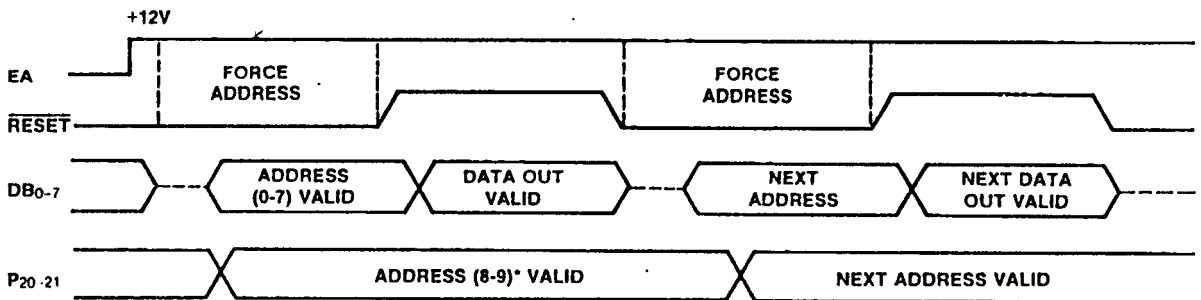 +12V
EA
FORCE
ADDRESS
FORCE
ADDRESS
RESET
DB0-7
ADDRESS
(0-7) VALID
DATA OUT
VALID
NEXT
ADDRESS
NEXT DATA
OUT VALID
P20-21
ADDRESS (8-9)* VALID
NEXT ADDRESS VALID